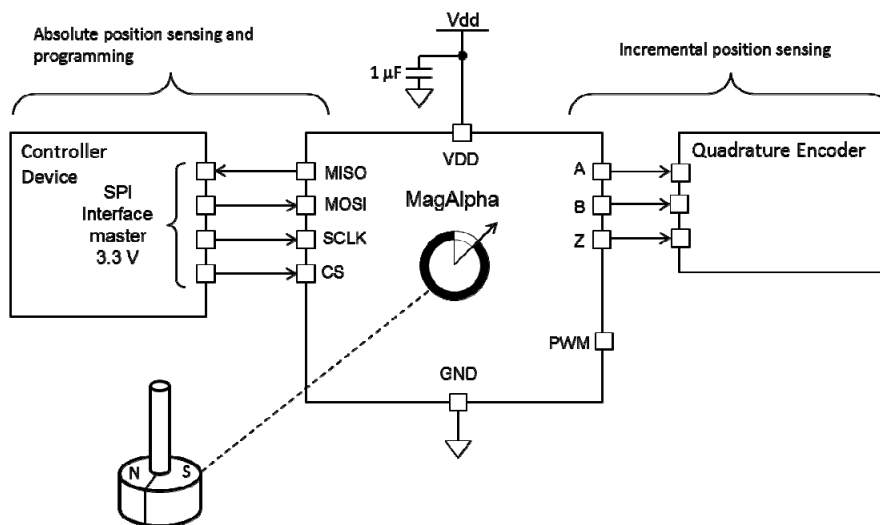 Absolute position sensing and
programming
Vdd
1 µF
Incremental position sensing
Controller
Device
SPI
Interface
master
3.3 V
MISO
MOSI
SCLK
CS
VDD
MagAlpha
A
B
Z
PWM
GND
Quadrature Encoder
N S